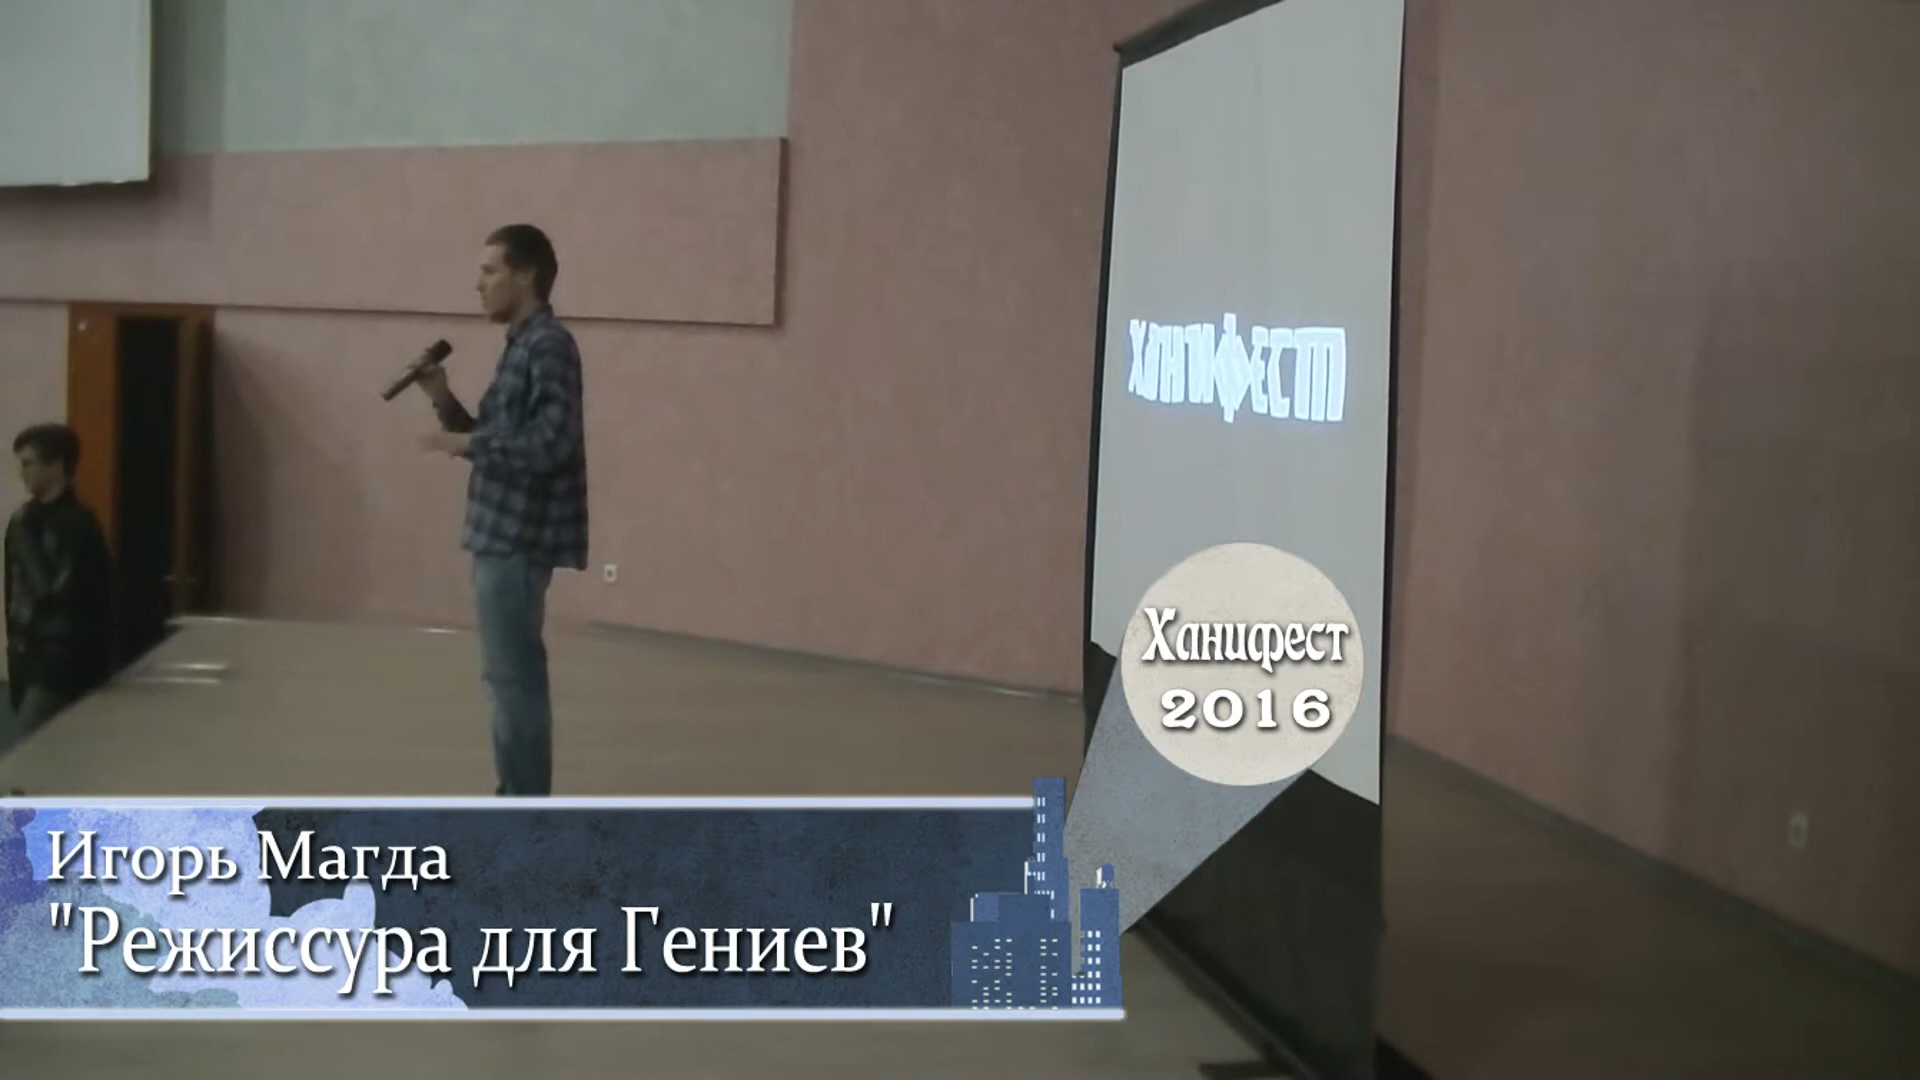 ХАНИФЕСТ
Ханифест
2016
Игорь Магда
"Режиссура для Гениев"